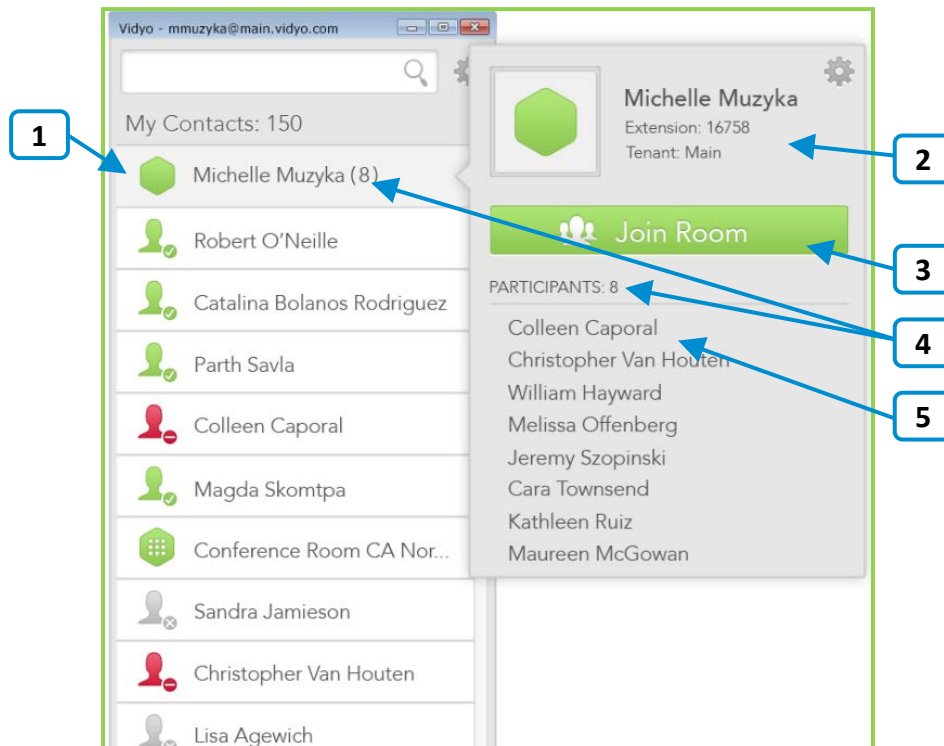 Vidyo - mmuzyka@main.vidyo.com
My Contacts: 150
Michelle Muzyka (8)
Robert O'Neille
Catalina Bolanos Rodriguez
Parth Savla
Colleen Caporal
Magda Skomtpa
Conference Room CA Nor...
Sandra Jamieson
Christopher Van Houten
Lisa Agewich
Michelle Muzyka
Extension: 16758
Tenant: Main
Join Room
PARTICIPANTS: 8
Colleen Caporal
Christopher Van Houten
William Hayward
Melissa Offenberg
Jeremy Szopinski
Cara Townsend
Kathleen Ruiz
Maureen McGowan
1
2
3
4
5